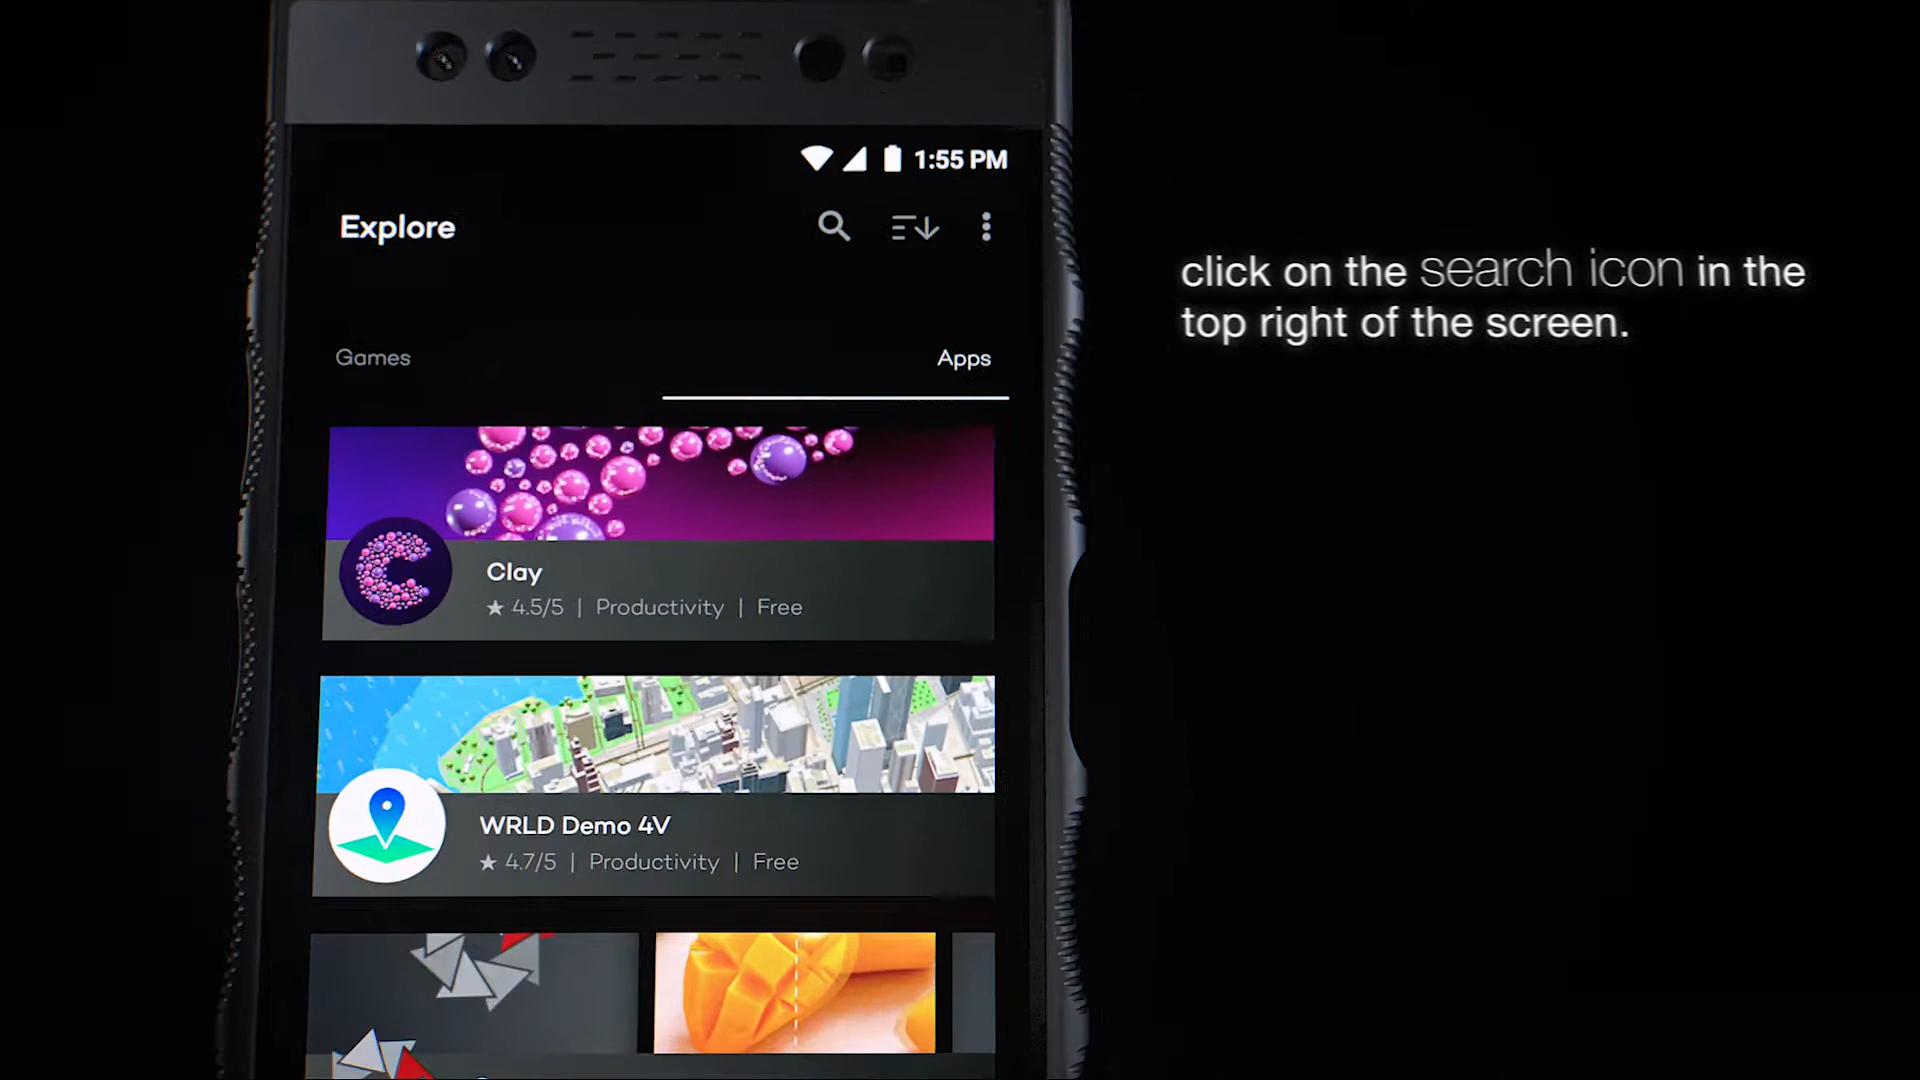 1:55 PM
Explore
click on the search icon in the
top right of the screen.
Games
Apps
Clay
★ 4.5/5 | Productivity | Free
WRLD Demo 4V
★ 4.7/5 | Productivity | Free